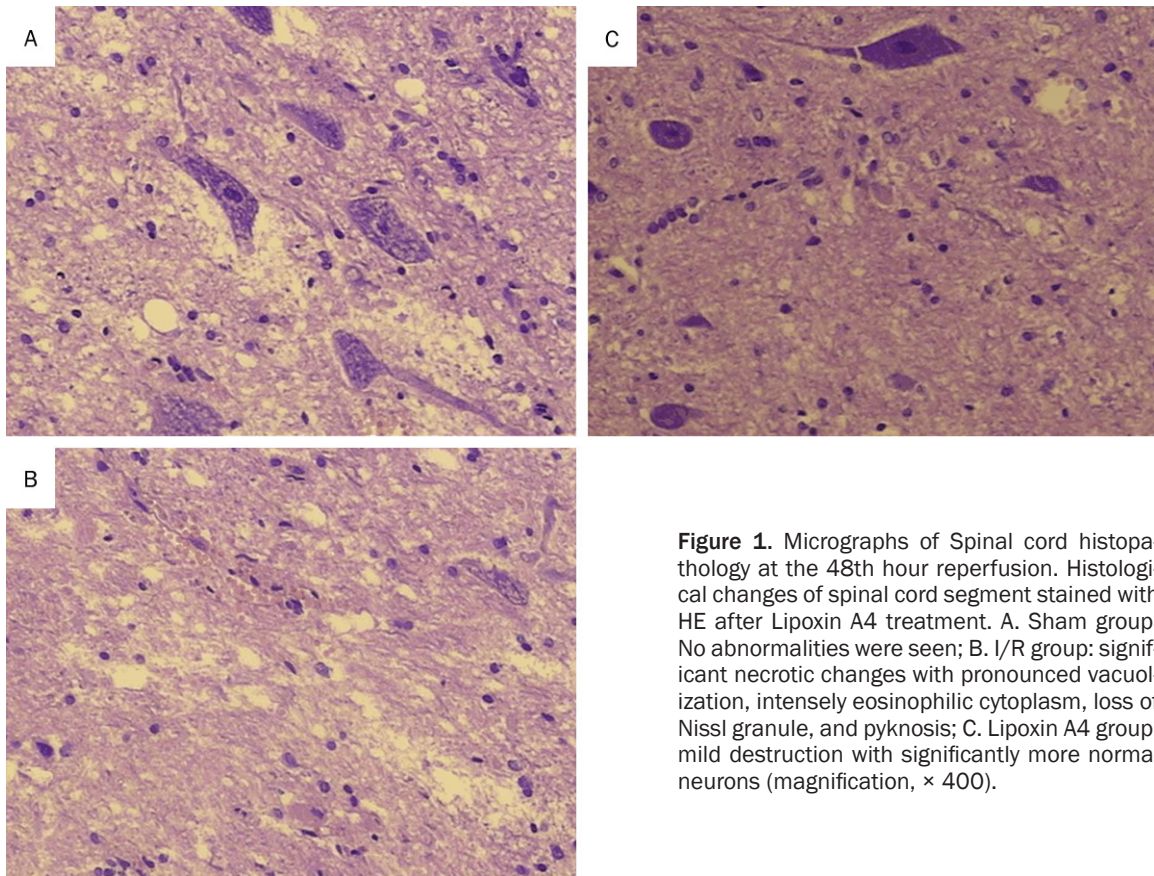 A
C
B
Figure 1. Micrographs of Spinal cord histopa-
thology at the 48th hour reperfusion. Histologi-
cal changes of spinal cord segment stained with
HE after Lipoxin A4 treatment. A. Sham group
No abnormalities were seen; B. I/R group: signif-
icant necrotic changes with pronounced vacuol-
ization, intensely eosinophilic cytoplasm, loss of
Nissl granule, and pyknosis; C. Lipoxin A4 group
mild destruction with significantly more norma
neurons (magnification, × 400).